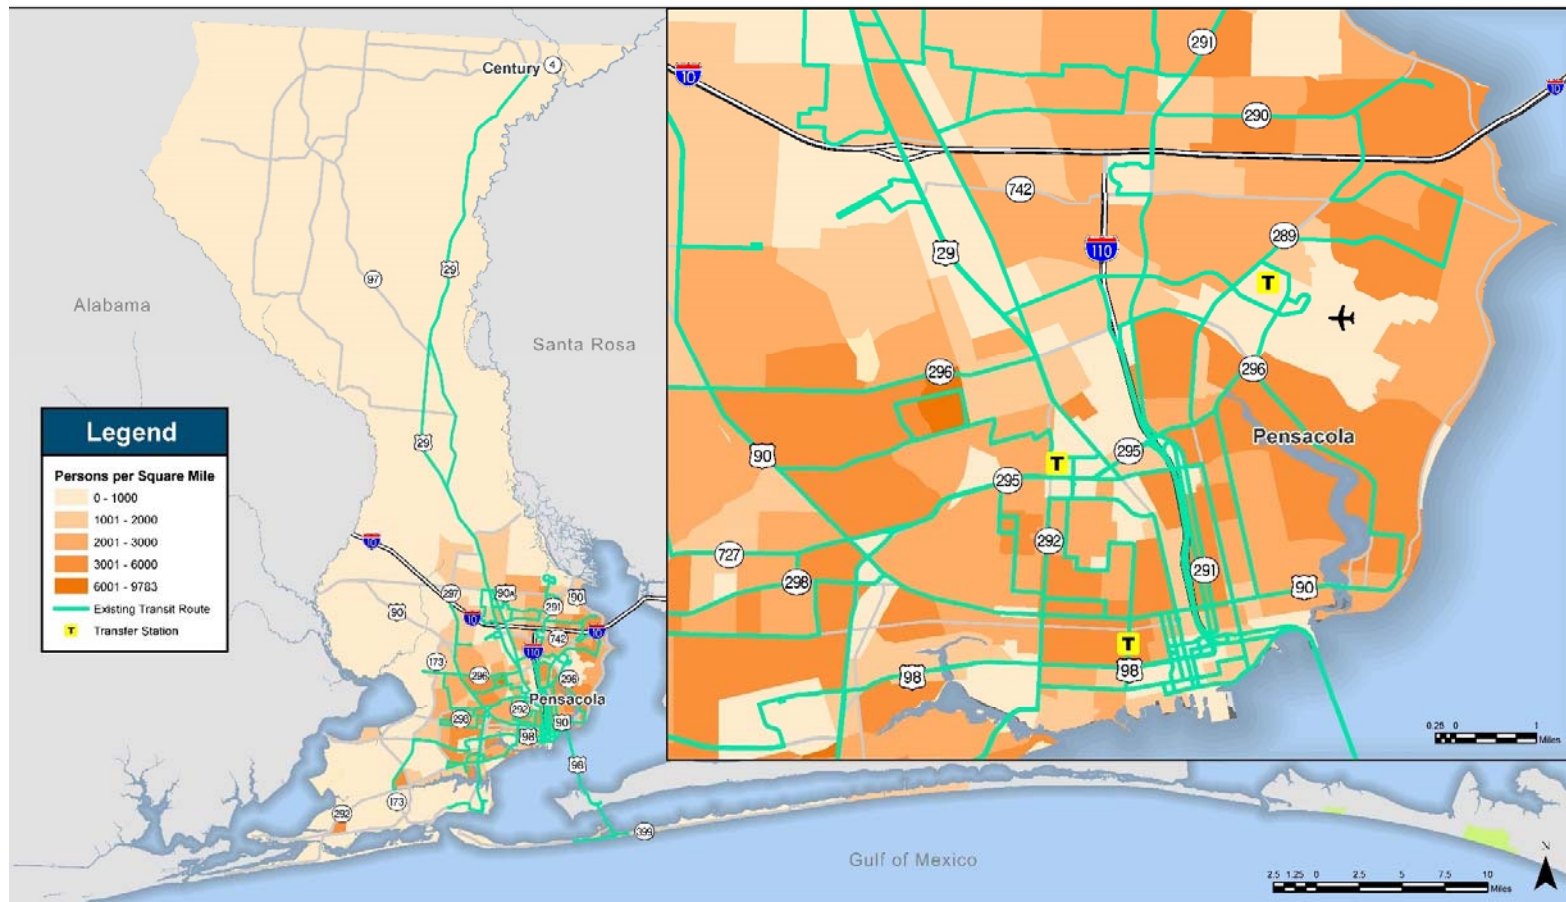 Century
4
29
97
Alabama
Santa Rosa
29
Legend
Persons per Square Mile
0 - 1000
1001 - 2000
2001 - 3000
3001 - 6000
6001 - 9783
Existing Transit Route
T Transfer Station
10
297
90A
90
90
291
10
742
10
110
173
296
296
Pensacola
292
298
90
98
98
173
292
399
Gulf of Mexico
10
291
10
290
742
289
29
110
T
296
296
Pensacola
90
T
295
295
727
292
298
291
90
T
98
98
0.25 0 1
Miles
N
2.5 1.25 0 2.5 5 7.5 10
Miles